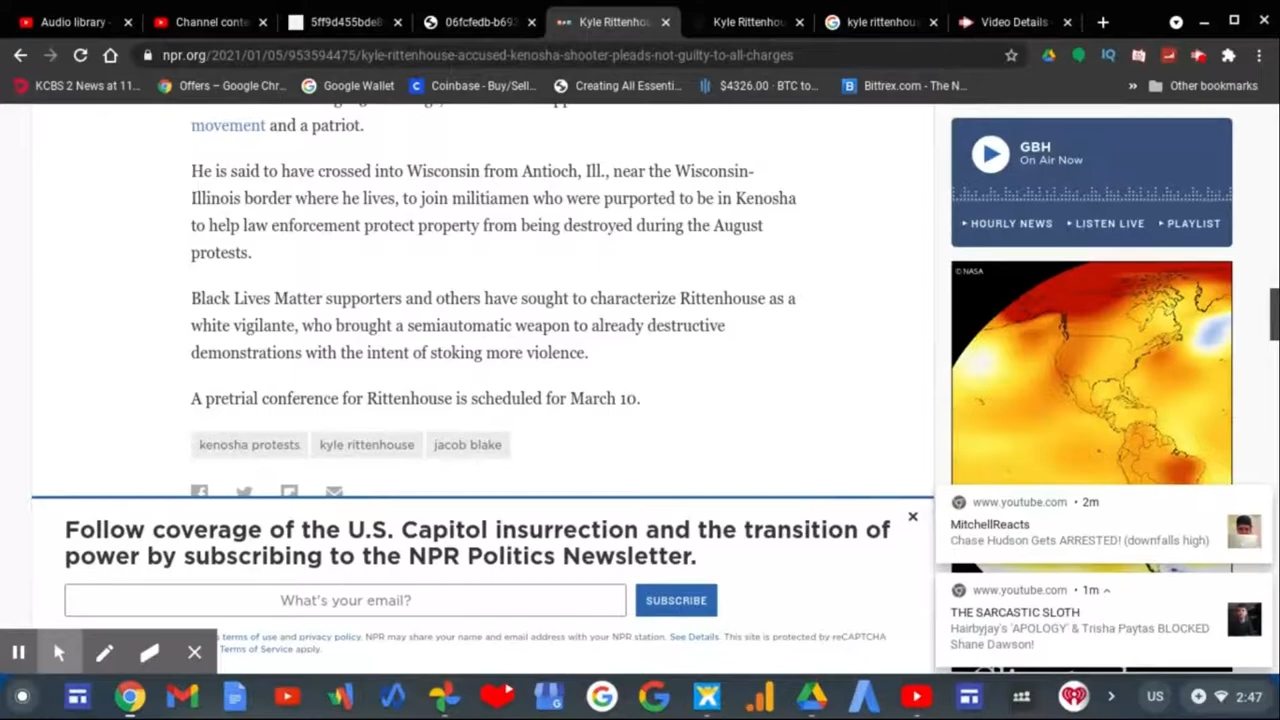 Audio library -
Channel conte
5ff9d455bde8
06fcfedb-b693
Kyle Rittenhou
Kyle Rittenhou
kyle rittenhous
Video Details -
npr.org/2021/01/05/953594475/kyle-rittenhouse-accused-kenosha-shooter-pleads-not-guilty-to-all-charges
KCBS 2 News at 11...
Offers – Google Chr...
Google Wallet
Coinbase - Buy/Sell...
Creating All Essenti...
$4326.00 · BTC to...
Bittrex.com - The N...
»
Other bookmarks
movement and a patriot.
He is said to have crossed into Wisconsin from Antioch, Ill., near the Wisconsin-
Illinois border where he lives, to join militiamen who were purported to be in Kenosha
to help law enforcement protect property from being destroyed during the August
protests.
Black Lives Matter supporters and others have sought to characterize Rittenhouse as a
white vigilante, who brought a semiautomatic weapon to already destructive
demonstrations with the intent of stoking more violence.
A pretrial conference for Rittenhouse is scheduled for March 10.
kenosha protests
kyle rittenhouse
jacob blake
GBH
On Air Now
HOURLY NEWS
LISTEN LIVE
PLAYLIST
© NASA
www.youtube.com • 2m
MitchellReacts
Chase Hudson Gets ARRESTED! (downfalls high)
www.youtube.com • 1m
THE SARCASTIC SLOTH
Hairbyjay's 'APOLOGY' & Trisha Paytas BLOCKED
Shane Dawson!
Follow coverage of the U.S. Capitol insurrection and the transition of
power by subscribing to the NPR Politics Newsletter.
What's your email?
SUBSCRIBE
terms of use and privacy policy. NPR may share your name and email address with your NPR station. See Details. This site is protected by reCAPTCHA
Terms of Service apply.
US
2:47